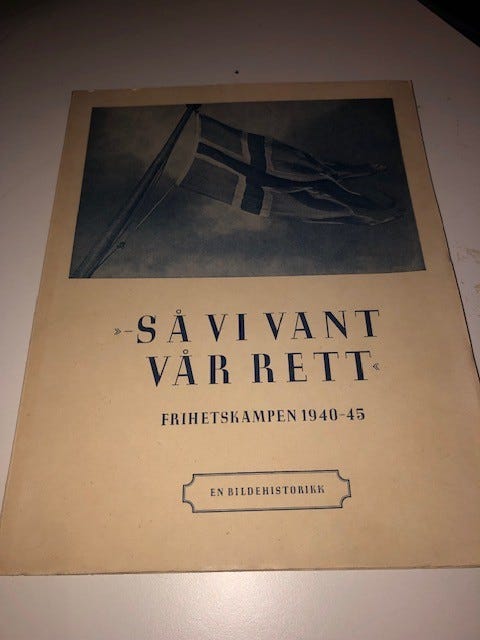 »–SÅ VI VANT
VÅR RETT«
FRIHETSKAMPEN 1940-45
EN BILDEHISTORIKK